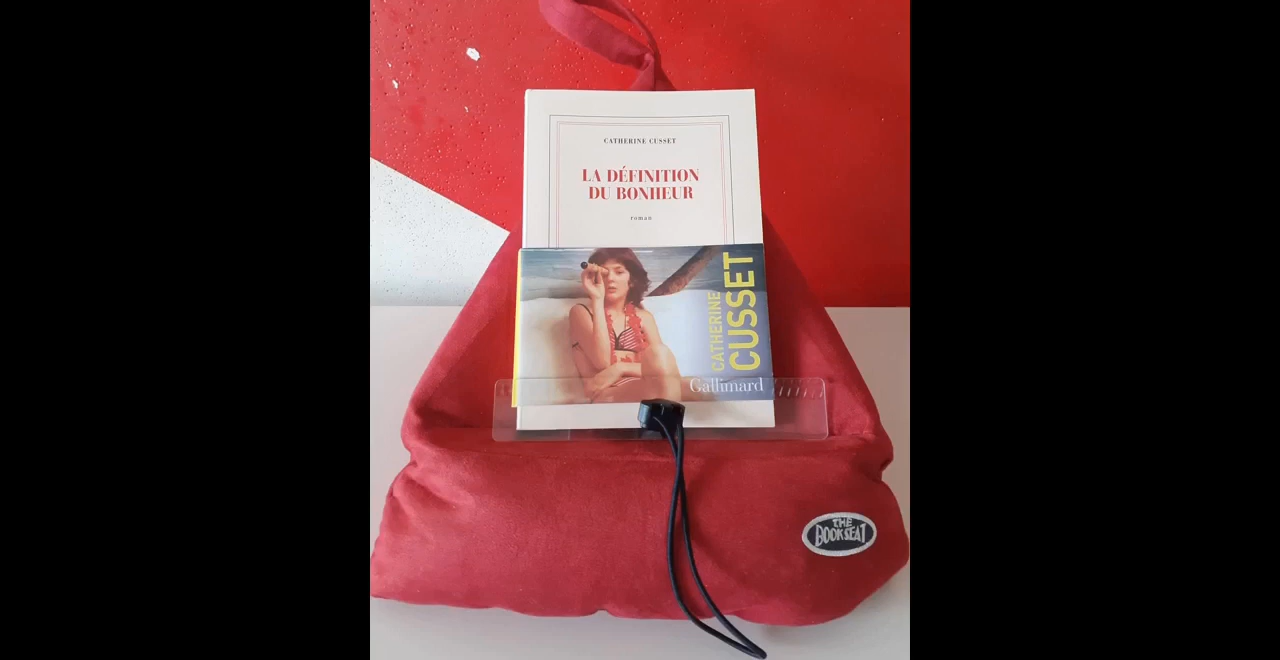 CATHERINE CUSSET
LA DÉFINITION
DU BONHEUR
roman
CATHERINE
CUSSET
Gallimard
THE
BOOKSEAT